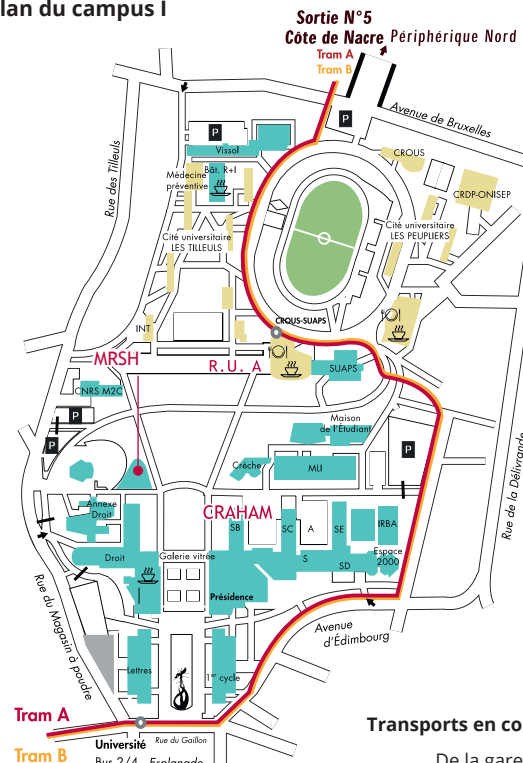 lan du campus I
Sortie N°5
Côte de Nacre Périphérique Nord
Tram A
Tram B
P
Avenue de Bruxelles
P
Vissol
CROUS
Rue des Tilleuls
Médecine
préventive
Bât. R+I
CRDP-ONISEP
Cité universitaire
LES TILLEULS
Cité universitaire
LES PEUPLIERS
CROUS-SUAPS
INT
MRSH
R.U. A
SUAPS
CNRS M2C
P
P
Maison
de l'Étudiant
P
Crèche
MLI
Rue de la Délivrande
Annexe
Droit
CRAHAM
SB
SC
A
SE
IRBA
Droit
Galerie vitrée
S
SD
Espace
2000
Présidence
Rue du Magasin à poudre
Avenue
d'Édimbourg
Lettres
1er cycle
Tram A
Tram B
Université
Rue du Gaillon
Bus 2/4
Esplanade
Transports en co
De la gare